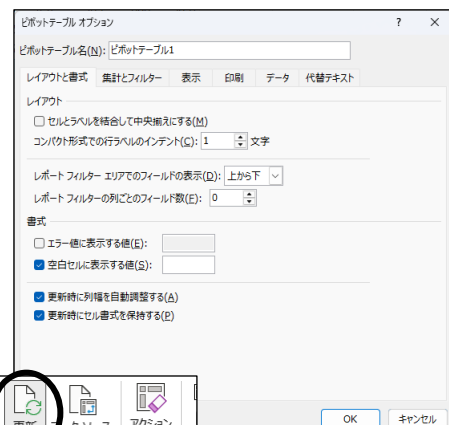 ピボットテーブル オプション ? ×
ピボットテーブル名(N): ピボットテーブル1
レイアウトと書式 集計とフィルター 表示 印刷 データ 代替テキスト
レイアウト
セルとラベルを結合して中央揃えにする(M)
コンパクト形式での行ラベルのインデント(C): 1 文字
レポート フィルター エリアでのフィールドの表示(D): 上から下
レポート フィルターの列ごとのフィールド数(F): 0
書式
エラー値に表示する値(E):
空白セルに表示する値(S):
更新時に列幅を自動調整する(A)
更新時にセル書式を保持する(P)
OK キャンセル
更新 アクション